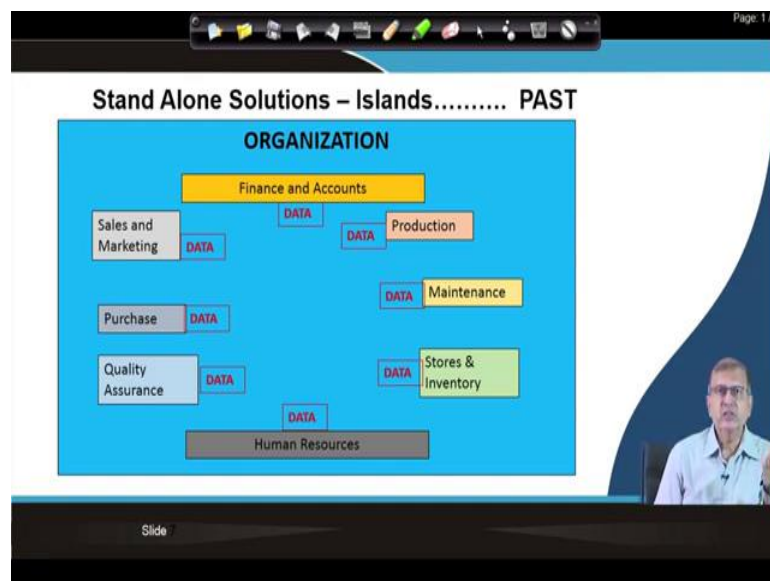 Page: 1
Stand Alone Solutions – Islands.......... PAST
ORGANIZATION
Finance and Accounts
DATA
Sales and
Marketing
DATA
DATA
Production
DATA
Maintenance
Purchase
DATA
Quality
Assurance
DATA
DATA
Stores &
Inventory
DATA
Human Resources
Slide 7